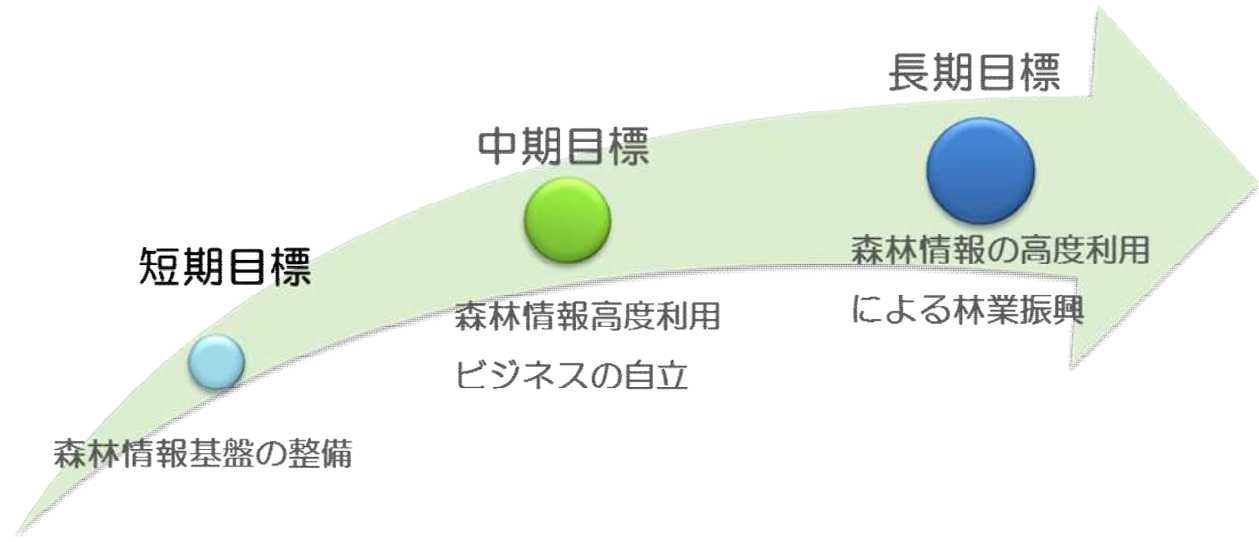 短期目標
森林情報基盤の整備
中期目標
森林情報高度利用
ビジネスの自立
長期目標
森林情報の高度利用
による林業振興